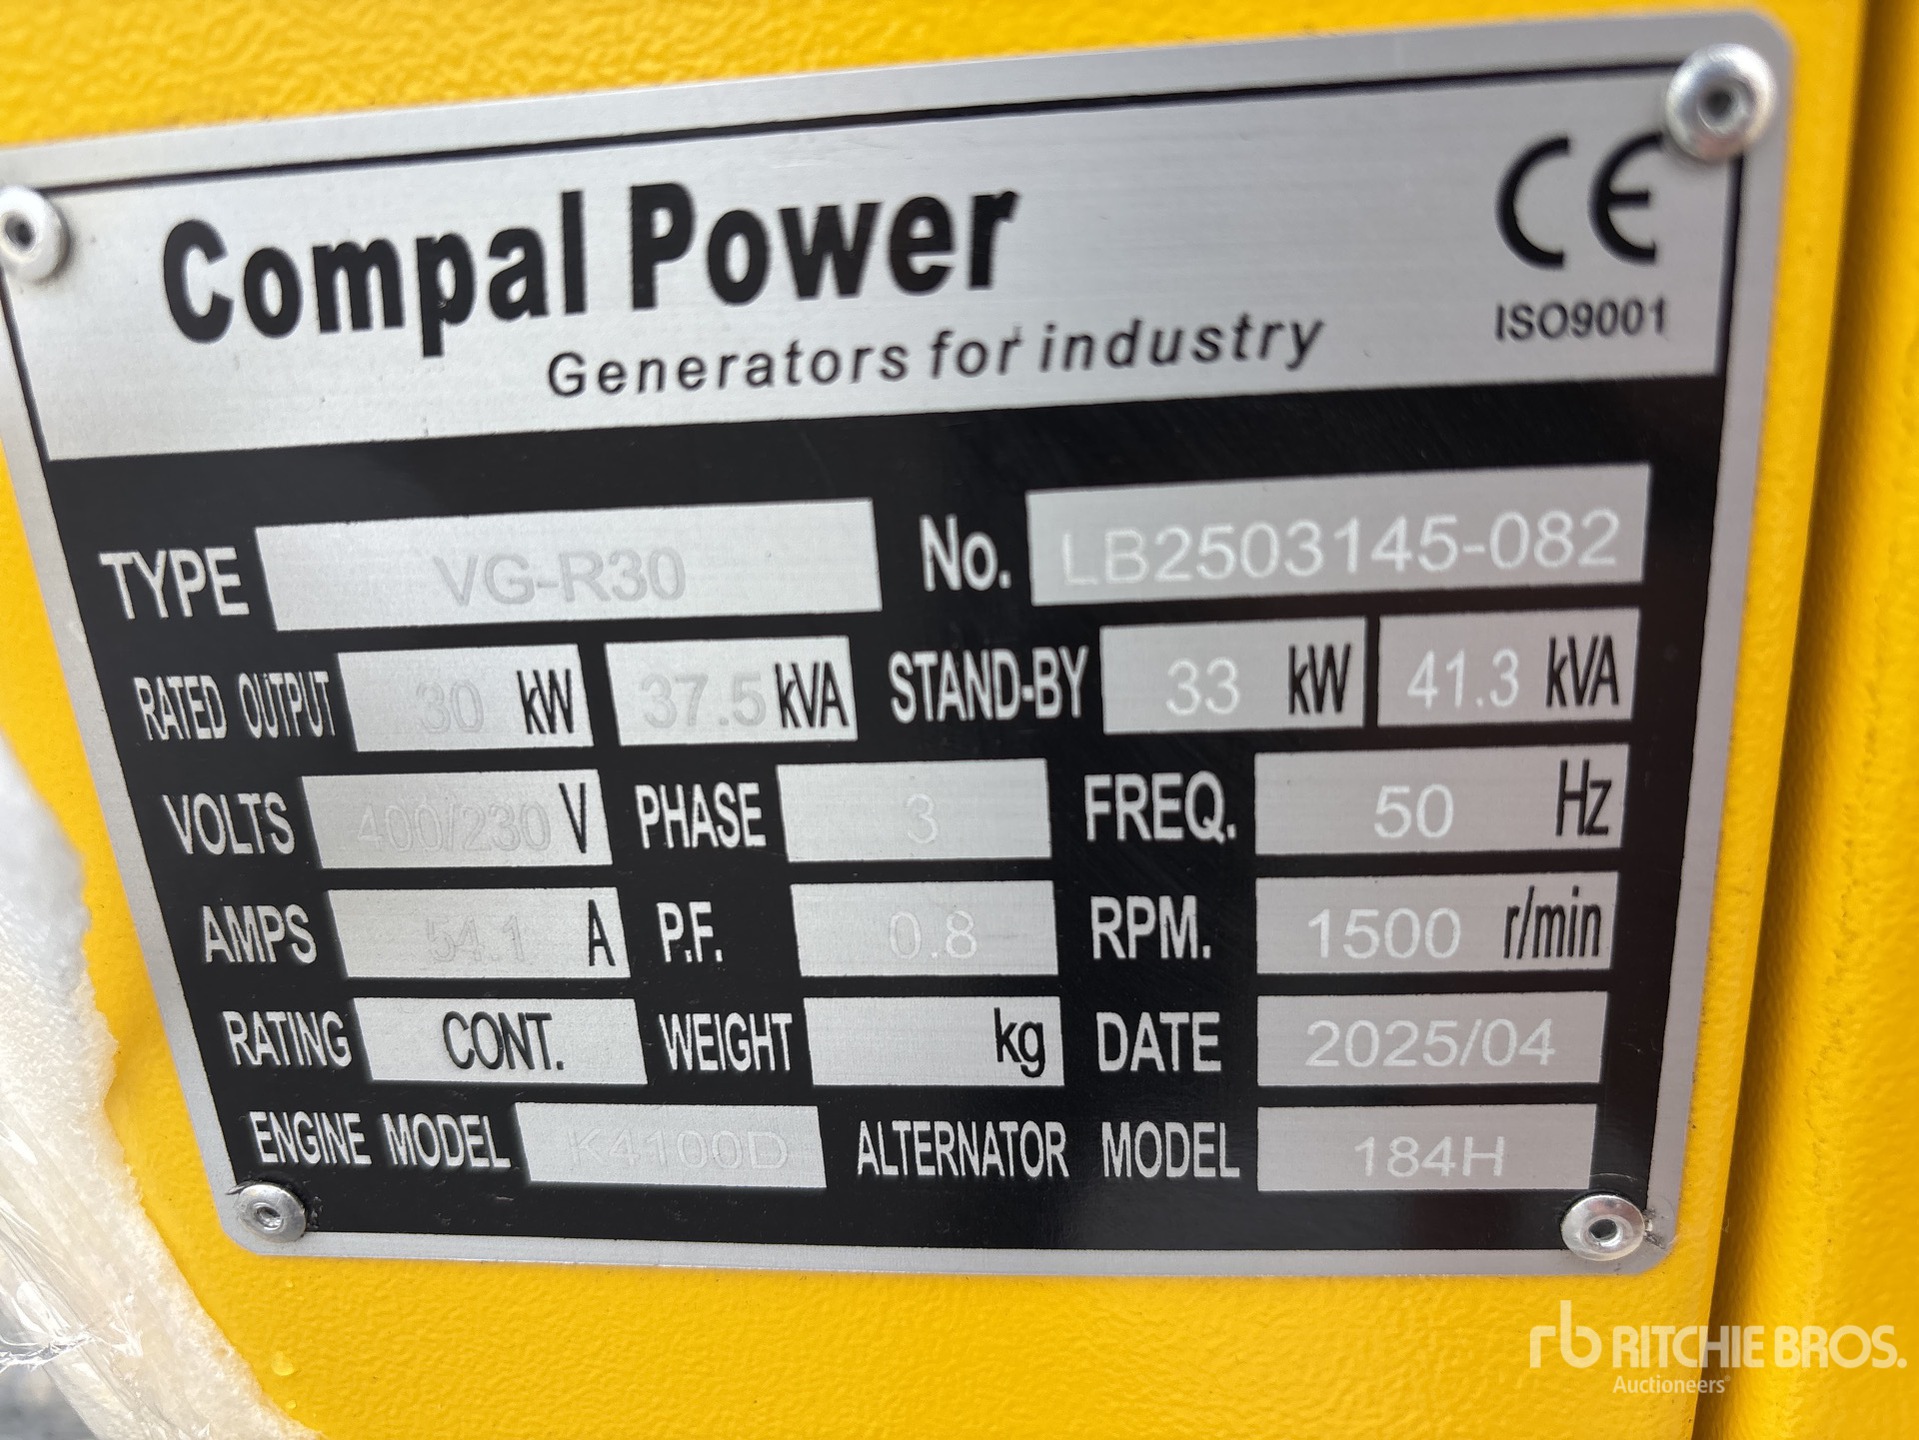 Compal Power
Generators for industry
CE
ISO9001
TYPE VG-R30 No. LB2503145-082
RATED OUTPUT 30 kW 37.5 kVA STAND-BY 33 kW 41.3 kVA
VOLTS 400/230 V PHASE 3 FREQ. 50 Hz
AMPS 54.1 A P.F. 0.8 RPM. 1500 r/min
RATING CONT. WEIGHT kg DATE 2025/04
ENGINE MODEL K4100D ALTERNATOR MODEL 184H
rb RITCHIE BROS.
Auctioneers